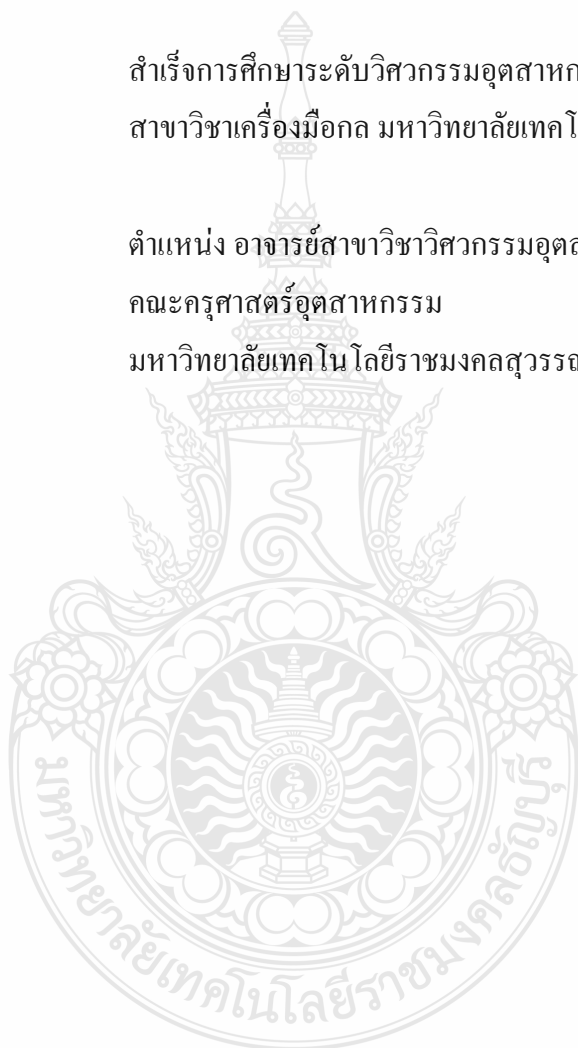 สำเร็จการศึกษาระดับวิศวกรรมอุตสาหก
สาขาวิชาเครื่องมือกล มหาวิทยาลัยเทคโ
ตำแหน่ง อาจารย์สาขาวิชาวิศวกรรมอุตส
คณะครุศาสตร์อุตสาหกรรม
มหาวิทยาลัยเทคโนโลยีราชมงคลสุวรรณ
มหาวิทยาลัยเทคโนโลยีราชมงคลธัญบุรี